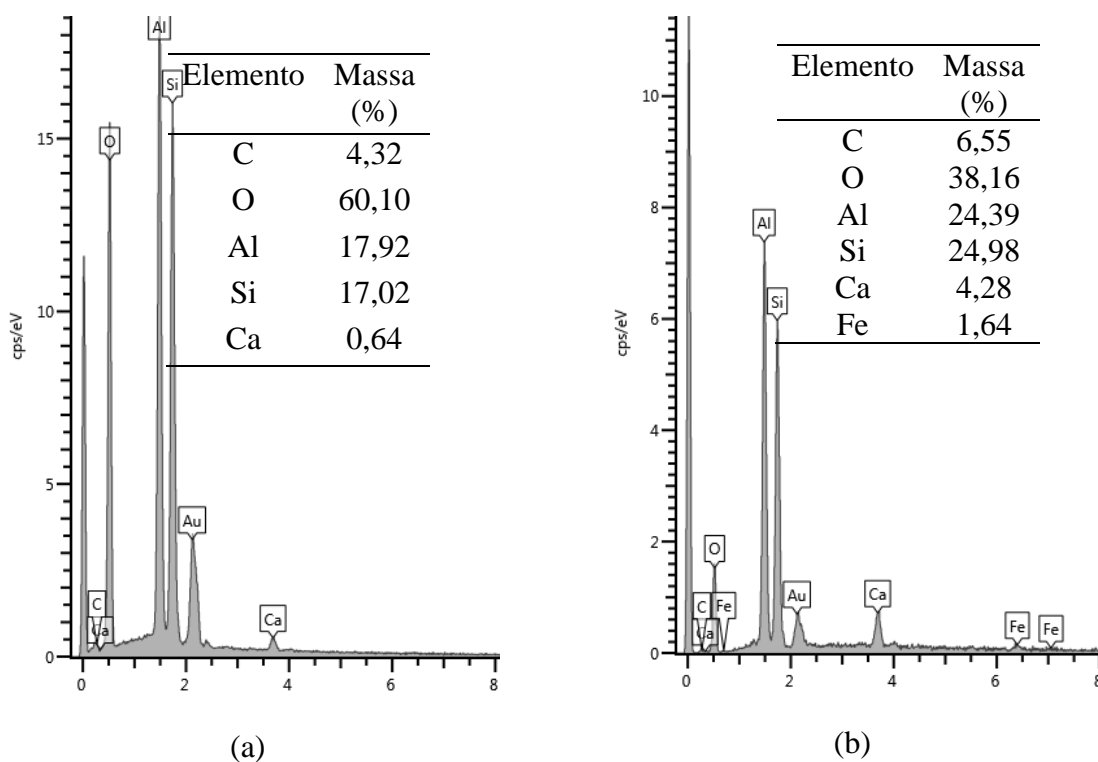 Al
Si
O
Au
C
Ca
Ca
Elemento Massa
(%)
C 4,32
O 60,10
Al 17,92
Si 17,02
Ca 0,64
15
10
5
0
cps/eV
0 2 4 6 8
(a)
Al
Si
O
Au
C
Ca
Fe
Ca
Fe
Fe
Elemento Massa
(%)
C 6,55
O 38,16
Al 24,39
Si 24,98
Ca 4,28
Fe 1,64
10
8
6
4
2
0
cps/eV
0 2 4 6 8
(b)